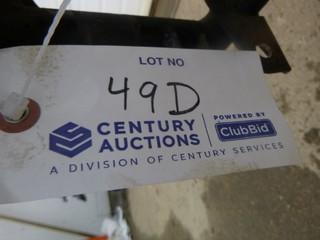 LOT NO
49D
CENTURY
AUCTIONS
POWERED BY
ClubBid
A DIVISION OF CENTURY SERVICES